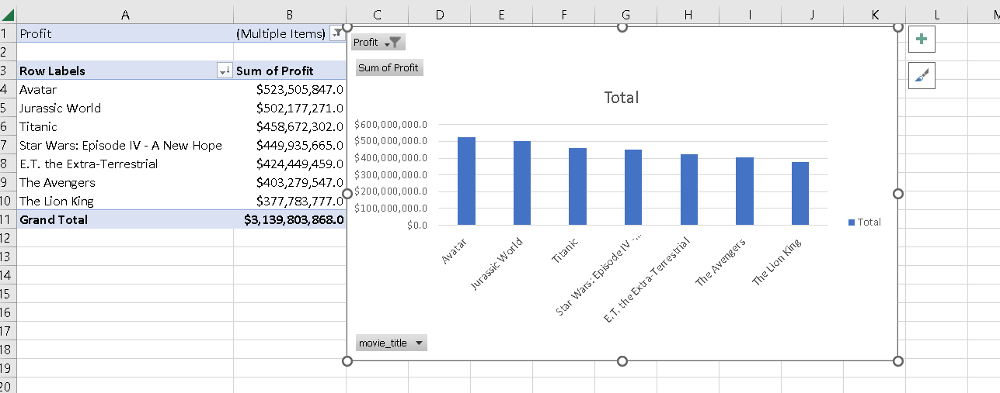 A B C D E F G H I J K L
1 Profit (Multiple Items)
2
3 Row Labels Sum of Profit
4 Avatar $523,505,847.0
5 Jurassic World $502,177,271.0
6 Titanic $458,672,302.0
7 Star Wars: Episode IV - A New Hope $449,935,665.0
8 E.T. the Extra-Terrestrial $424,449,459.0
9 The Avengers $403,279,547.0
10 The Lion King $377,783,777.0
11 Grand Total $3,139,803,868.0
12
13
14
15
16
17
18
19
20
Profit
Sum of Profit
Total
$600,000,000.0
$500,000,000.0
$400,000,000.0
$300,000,000.0
$200,000,000.0
$100,000,000.0
$0.0
Avatar
Jurassic World
Titanic
Star Wars: Episode IV -...
E.T. the Extra-Terrestrial
The Avengers
The Lion King
Total
movie_title